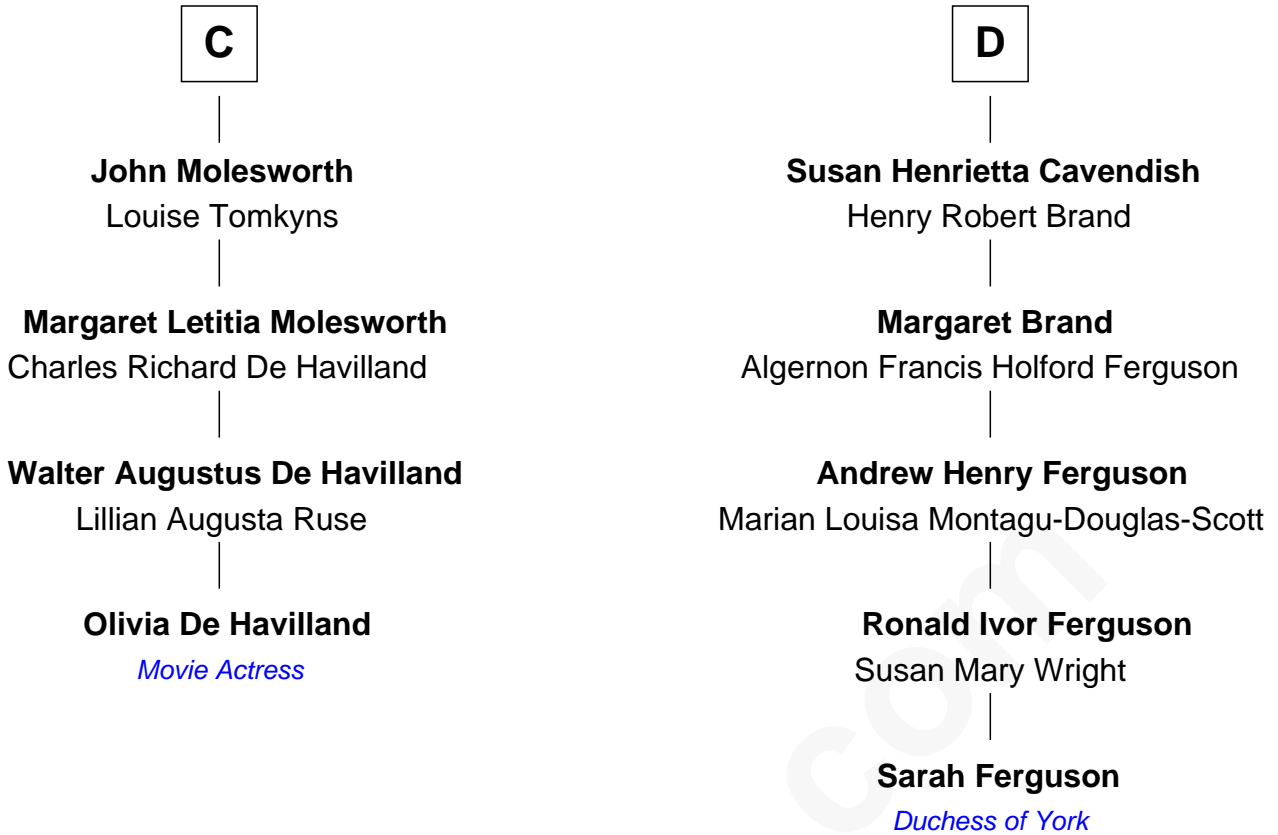 C
John Molesworth
Louise Tomkyns
Margaret Letitia Molesworth
Charles Richard De Havilland
Walter Augustus De Havilland
Lillian Augusta Ruse
Olivia De Havilland
Movie Actress
D
Susan Henrietta Cavendish
Henry Robert Brand
Margaret Brand
Algernon Francis Holford Ferguson
Andrew Henry Ferguson
Marian Louisa Montagu-Douglas-Scott
Ronald Ivor Ferguson
Susan Mary Wright
Sarah Ferguson
Duchess of York
com